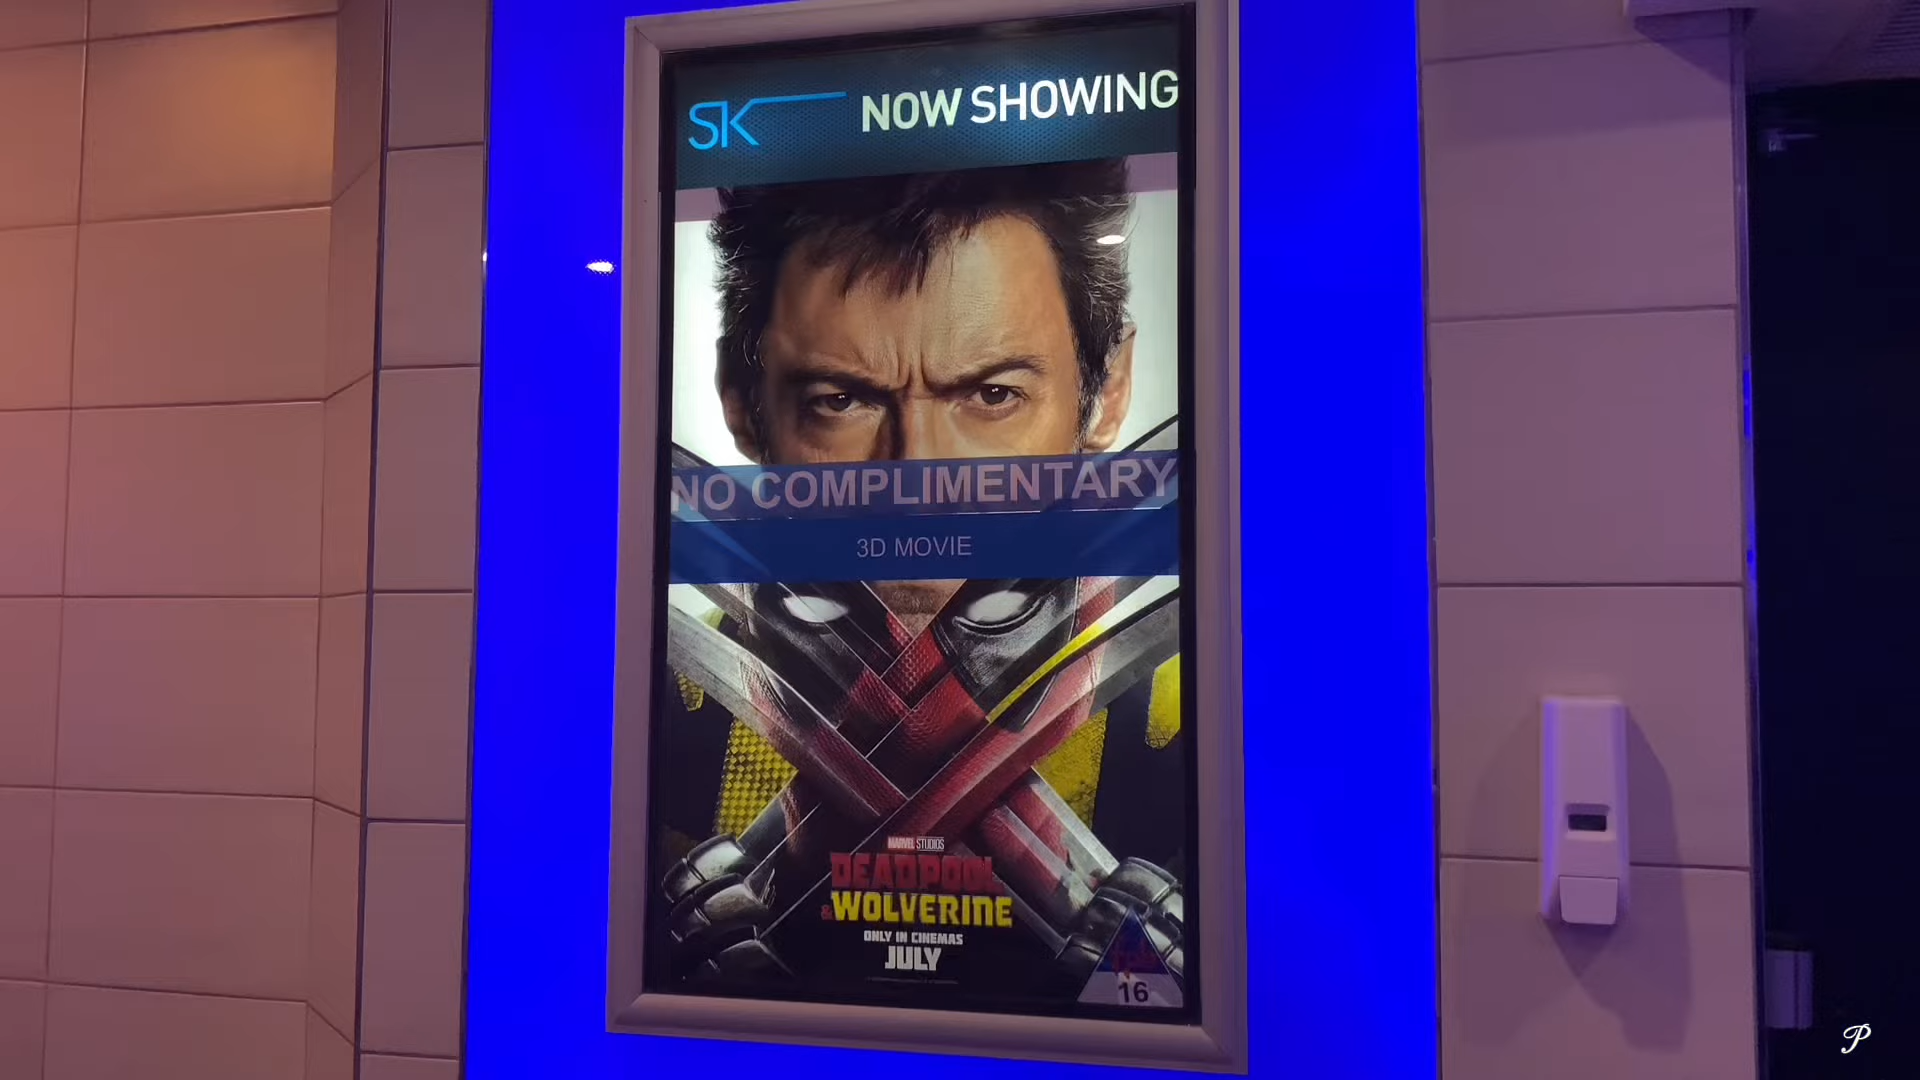 SK NOW SHOWING
NO COMPLIMENTARY
3D MOVIE
MARVEL STUDIOS
DEADPOOL
& WOLVERINE
ONLY IN CINEMAS
JULY
16
P